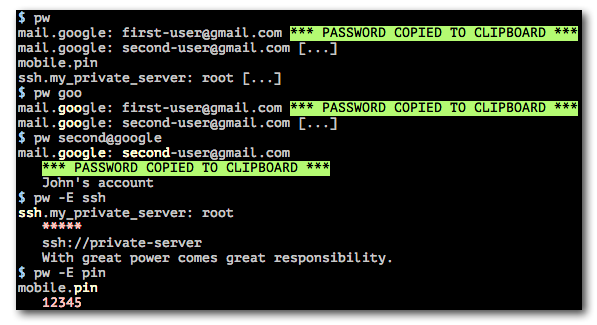 $ pw
mail.google: first-user@gmail.com *** PASSWORD COPIED TO CLIPBOARD ***
mail.google: second-user@gmail.com [...]
mobile.pin
ssh.my_private_server: root [...]
$ pw goo
mail.google: first-user@gmail.com *** PASSWORD COPIED TO CLIPBOARD ***
mail.google: second-user@gmail.com [...]
$ pw second@google
mail.google: second-user@gmail.com
*** PASSWORD COPIED TO CLIPBOARD ***
John's account
$ pw -E ssh
ssh.my_private_server: root
*****
ssh://private-server
With great power comes great responsibility.
$ pw -E pin
mobile.pin
12345